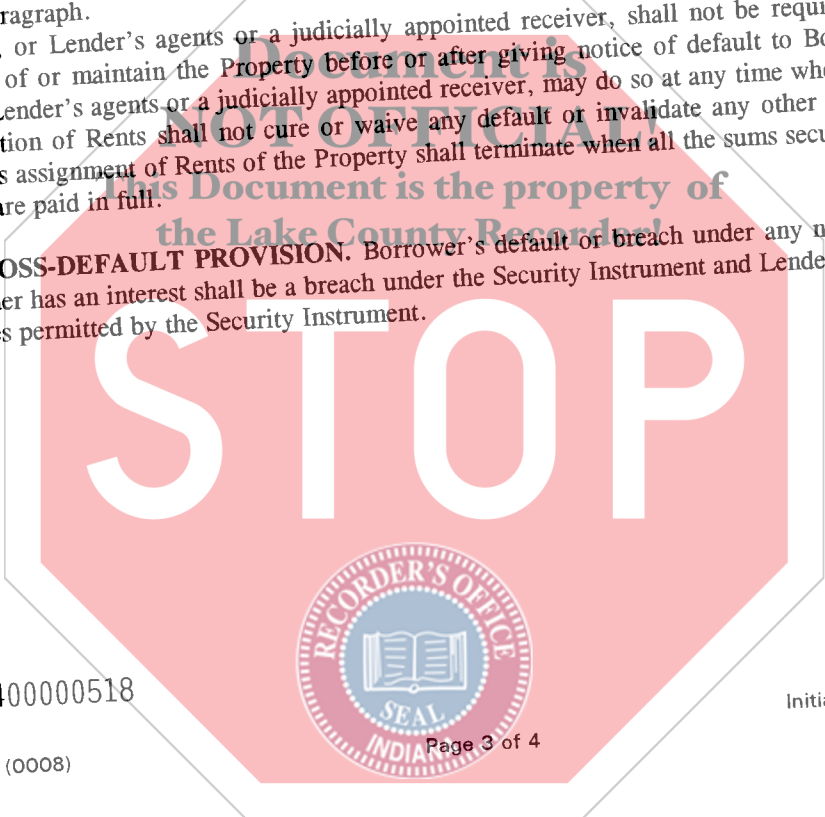 ragraph.
, or Lender's agents or a judicially appointed receiver, shall not be requi
of or maintain the Property before or after giving notice of default to Bo
Lender's agents or a judicially appointed receiver, may do so at any time whe
tion of Rents shall not cure or waive any default or invalidate any other
s assignment of Rents of the Property shall terminate when all the sums secu
are paid in full.
Document is
NOT OFFICIAL!
This Document is the property of
the Lake County Recorder!
OSS-DEFAULT PROVISION. Borrower's default or breach under any n
er has an interest shall be a breach under the Security Instrument and Lende
es permitted by the Security Instrument.
STOP
RECORDER'S OFFICE
SEAL
INDIANA
400000518
Initia
Page 3 of 4
(0008)